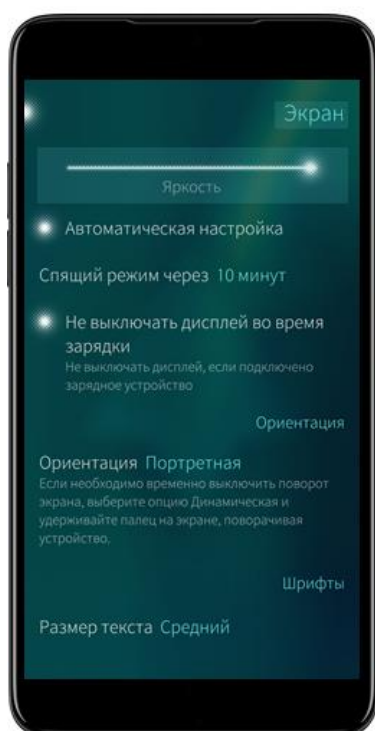 Экран
Яркость
Автоматическая настройка
Спящий режим через 10 минут
Не выключать дисплей во время
зарядки
Не выключать дисплей, если подключено
зарядное устройство
Ориентация
Ориентация Портретная
Если необходимо временно выключить поворот
экрана, выберите опцию Динамическая и
удерживайте палец на экране, поворачивая
устройство.
Шрифты
Размер текста Средний